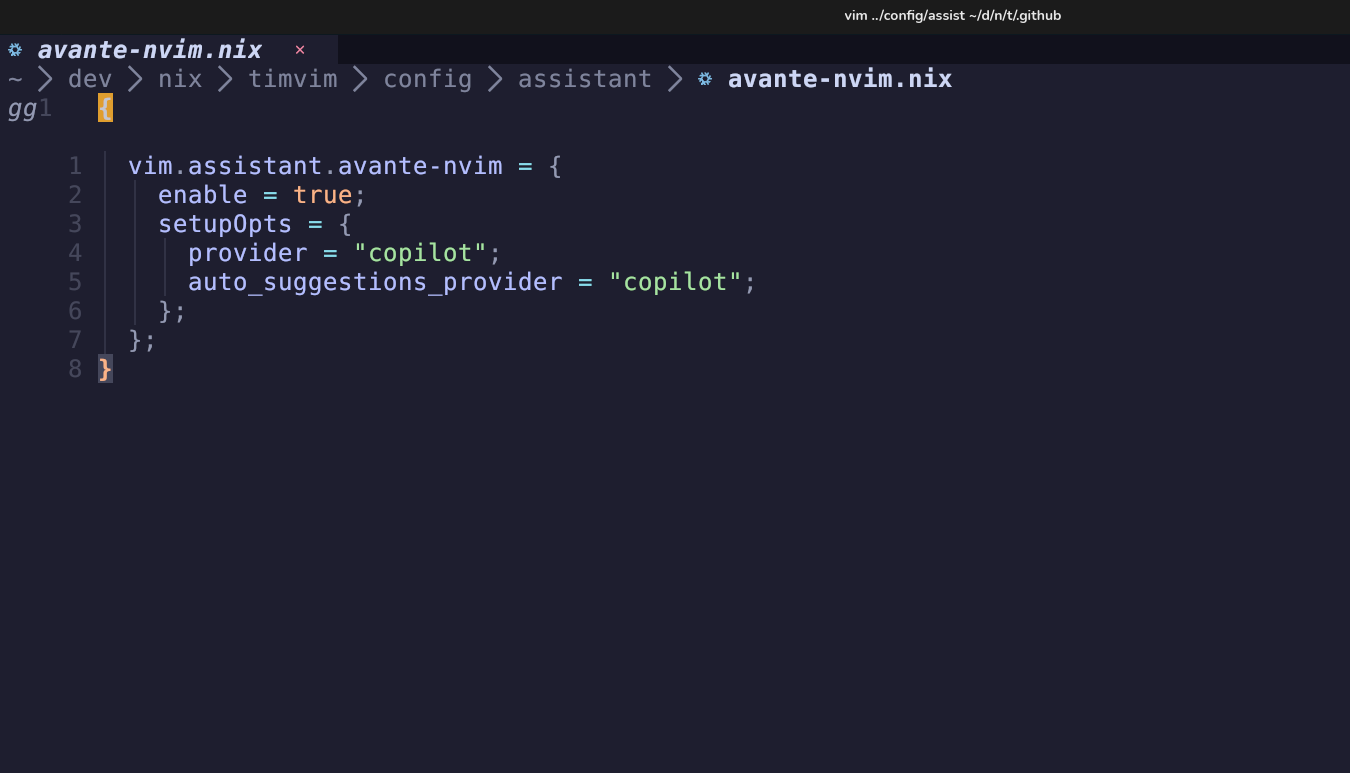 vim ../config/assist ~/d/n/t/.github
avante-nvim.nix ×
~ > dev > nix > timvim > config > assistant > avante-nvim.nix
gg1 {
1 vim.assistant.avante-nvim = {
2 enable = true;
3 setupOpts = {
4 provider = "copilot";
5 auto_suggestions_provider = "copilot";
6 };
7 };
8 }